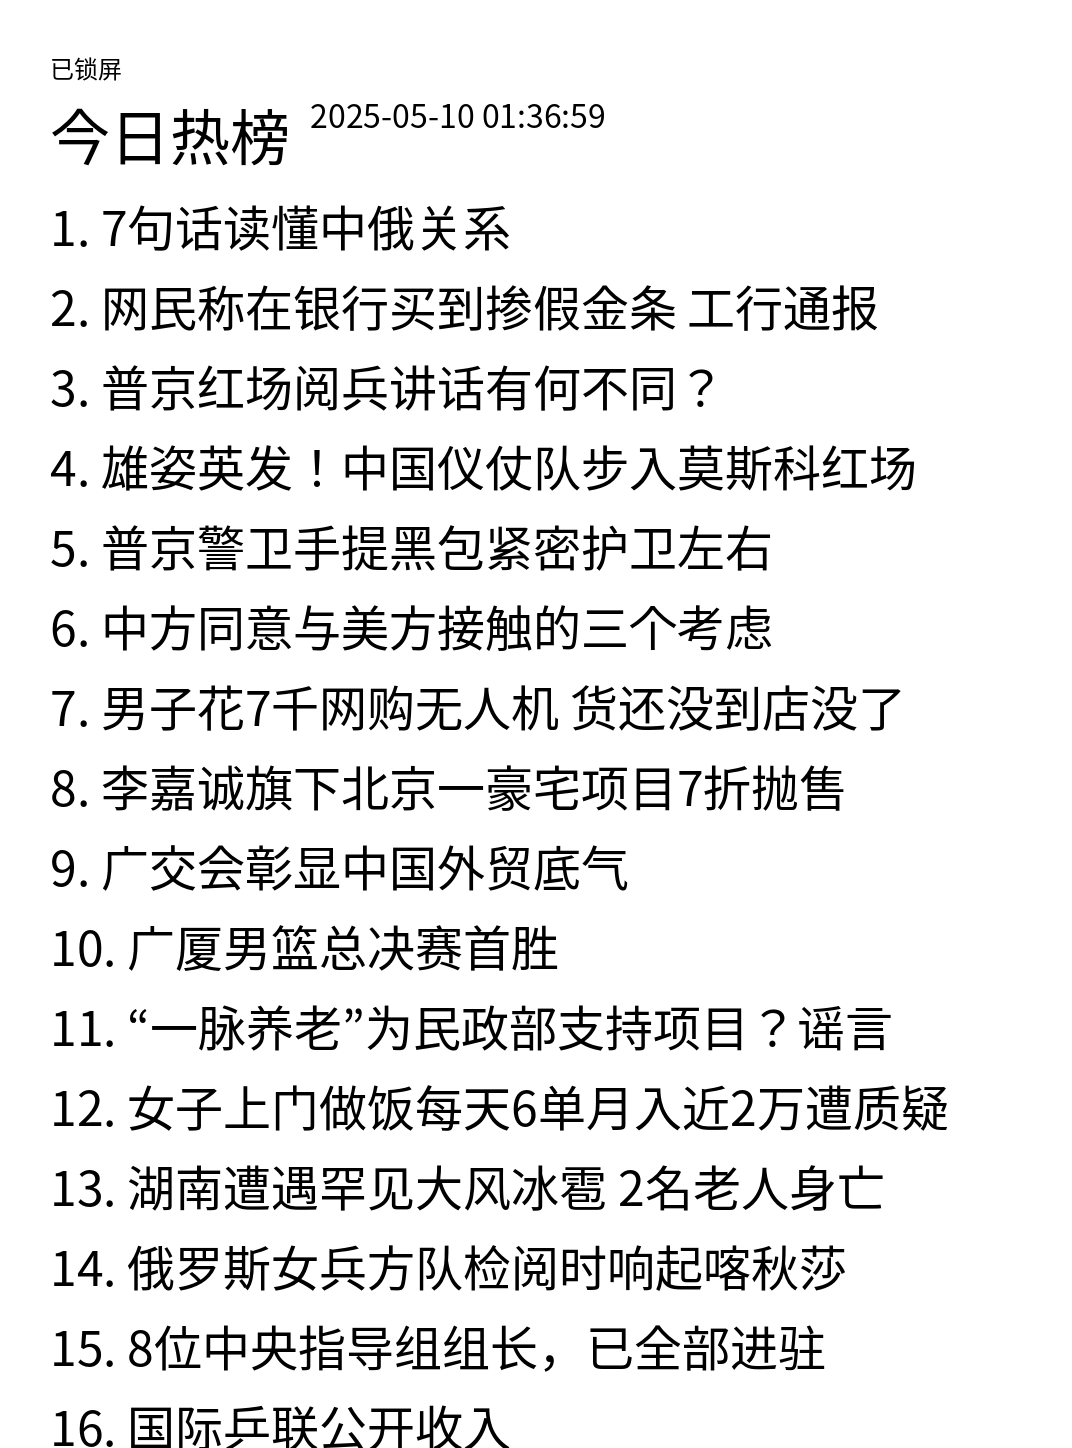 已锁屏
今日热榜 2025-05-10 01:36:59
1. 7句话读懂中俄关系
2. 网民称在银行买到掺假金条 工行通报
3. 普京红场阅兵讲话有何不同？
4. 雄姿英发！中国仪仗队步入莫斯科红场
5. 普京警卫手提黑包紧密护卫左右
6. 中方同意与美方接触的三个考虑
7. 男子花7千网购无人机 货还没到店没了
8. 李嘉诚旗下北京一豪宅项目7折抛售
9. 广交会彰显中国外贸底气
10. 广厦男篮总决赛首胜
11. “一脉养老”为民政部支持项目？谣言
12. 女子上门做饭每天6单月入近2万遭质疑
13. 湖南遭遇罕见大风冰雹 2名老人身亡
14. 俄罗斯女兵方队检阅时响起喀秋莎
15. 8位中央指导组组长，已全部进驻
16. 国际乒联公开收入